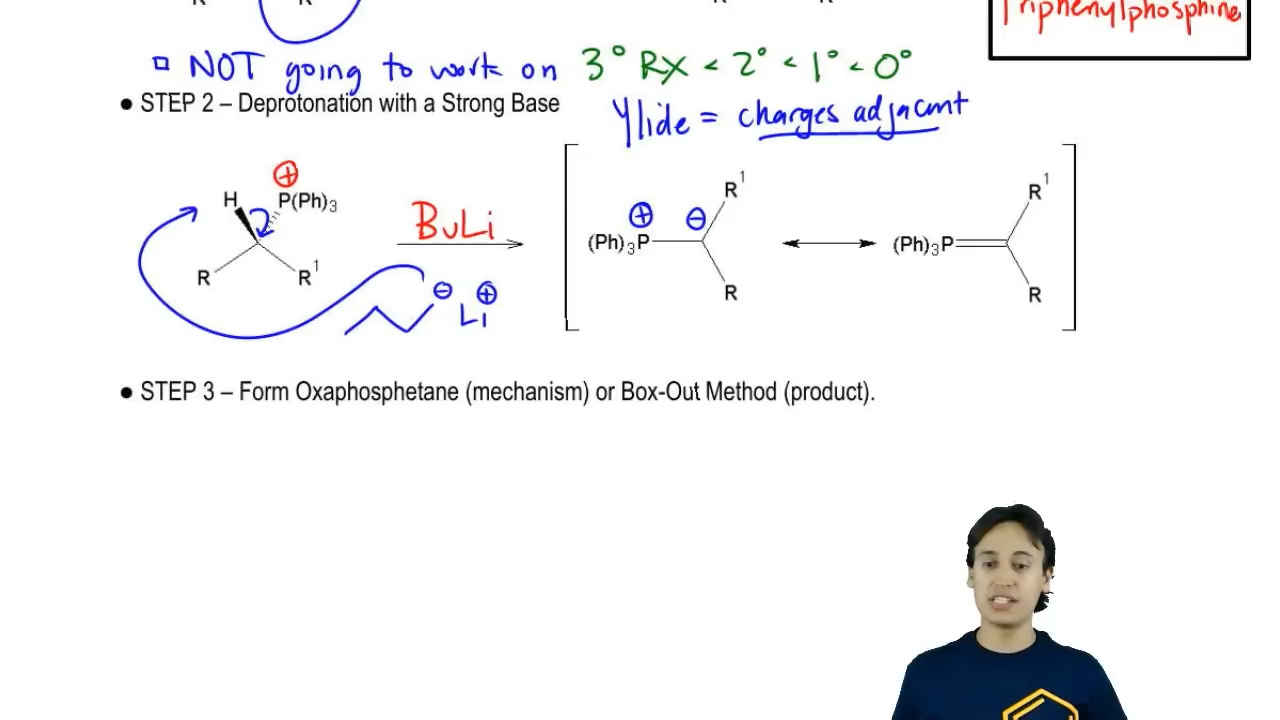 R R
Triphenylphosphine
▫ NOT going to work on 3° RX < 2° < 1° < 0°
● STEP 2 – Deprotonation with a Strong Base
Ylide = charges adjacent
H P(Ph)3 ⊕ R R1
BuLi
(Ph)3P ⊕ ⊖ R1 R
(Ph)3P R1 R
⊖ Li ⊕
● STEP 3 – Form Oxaphosphetane (mechanism) or Box-Out Method (product).